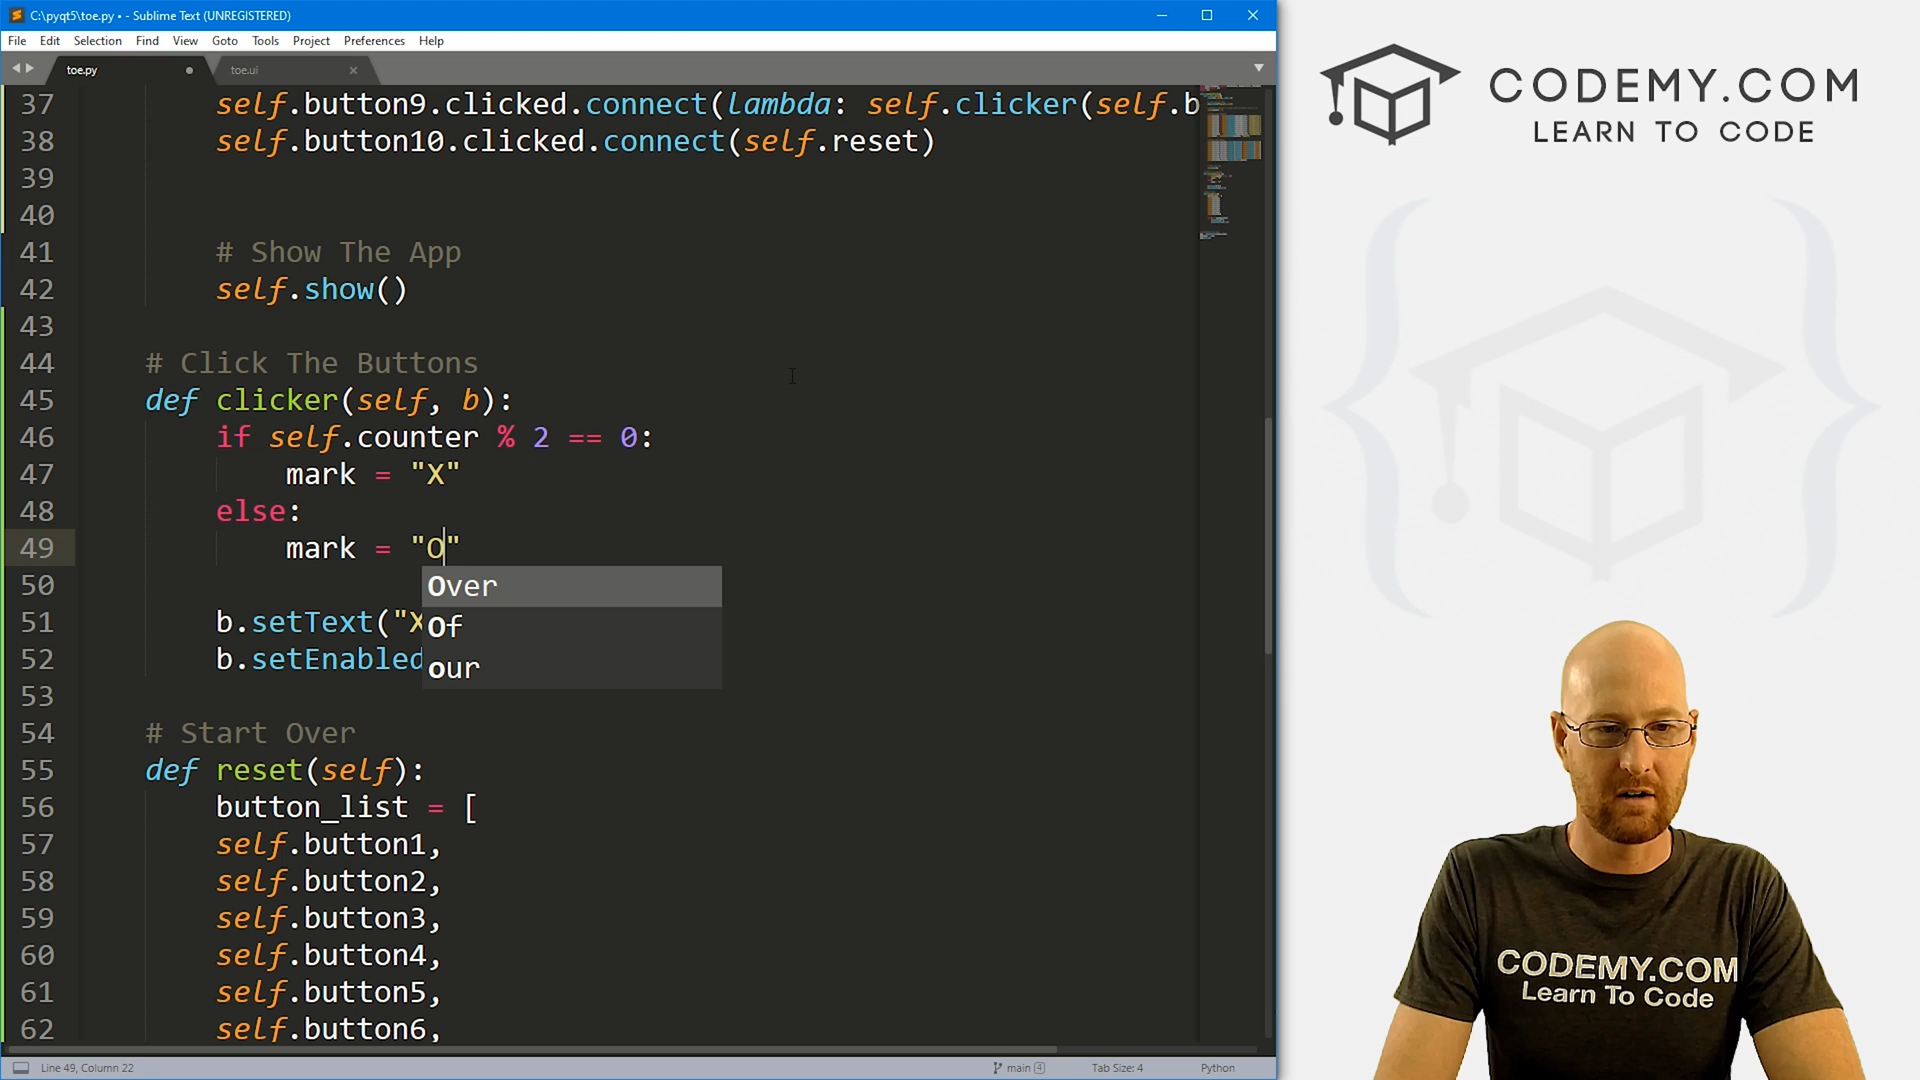 C:\pyqt5\toe.py • - Sublime Text (UNREGISTERED)
File Edit Selection Find View Goto Tools Project Preferences Help
toe.py
toe.ui
37 self.button9.clicked.connect(lambda: self.clicker(self.b
38 self.button10.clicked.connect(self.reset)
39
40
41 # Show The App
42 self.show()
43
44 # Click The Buttons
45 def clicker(self, b):
46 if self.counter % 2 == 0:
47 mark = "X"
48 else:
49 mark = "O"
50
51 b.setText("X
52 b.setEnabled
53
54 # Start Over
55 def reset(self):
56 button_list = [
57 self.button1,
58 self.button2,
59 self.button3,
60 self.button4,
61 self.button5,
62 self.button6,
Over
Of
our
Line 49, Column 22
main 4
Tab Size: 4
Python
CODEMY.COM
LEARN TO CODE
CODEMY.COM
Learn To Code